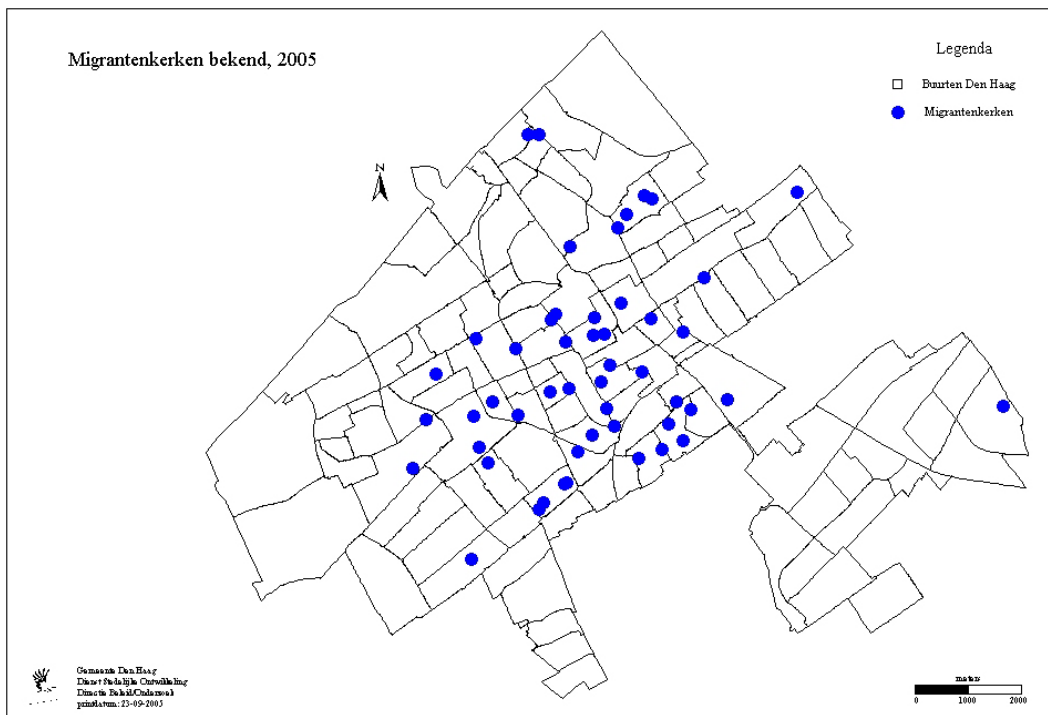 Migrantenkerken bekend, 2005
Legenda
Buurten Den Haag
Migrantenkerken
N
Gemeente Den Haag
Dienst Stedelijke Ontwikkeling
Directie Beleid/Onderzoek
printdatum: 23-09-2005
meters
0 1000 2000